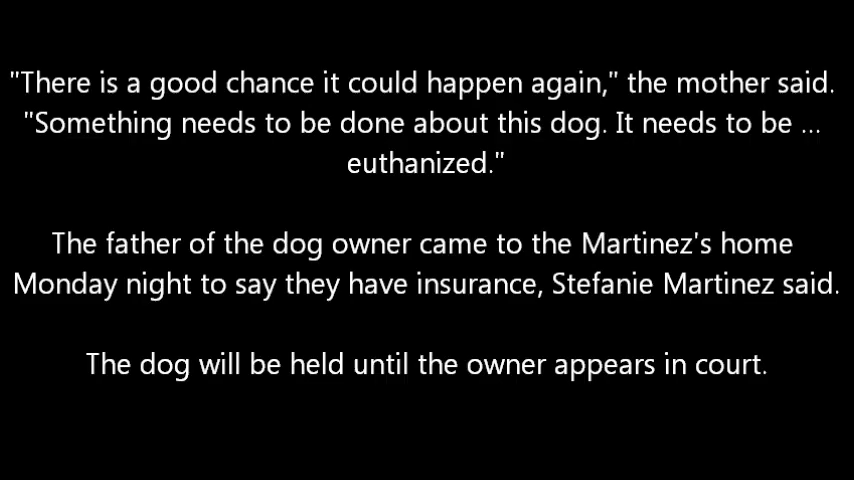 "There is a good chance it could happen again," the mother said.
"Something needs to be done about this dog. It needs to be ...
euthanized."
The father of the dog owner came to the Martinez's home
Monday night to say they have insurance, Stefanie Martinez said.
The dog will be held until the owner appears in court.